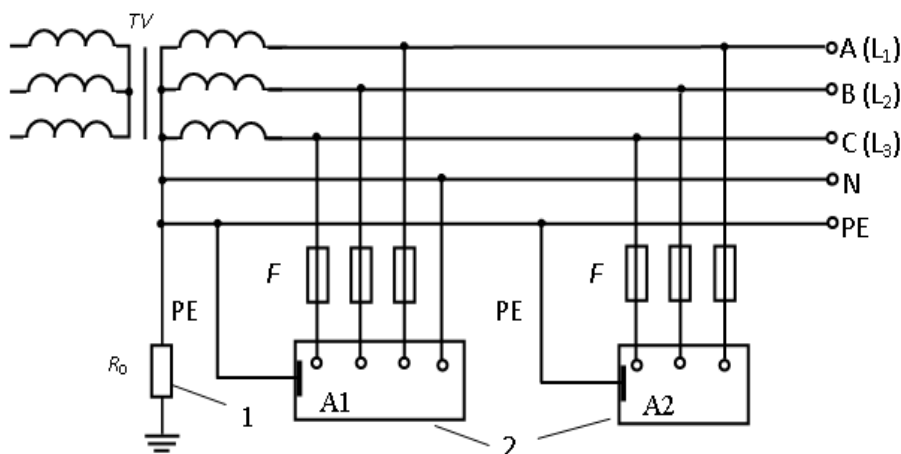 TV
A (L₁)
B (L₂)
C (L₃)
N
PE
F
F
PE
PE
R₀
1
A1
A2
2